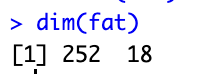 > dim(fat)
[1] 252  18